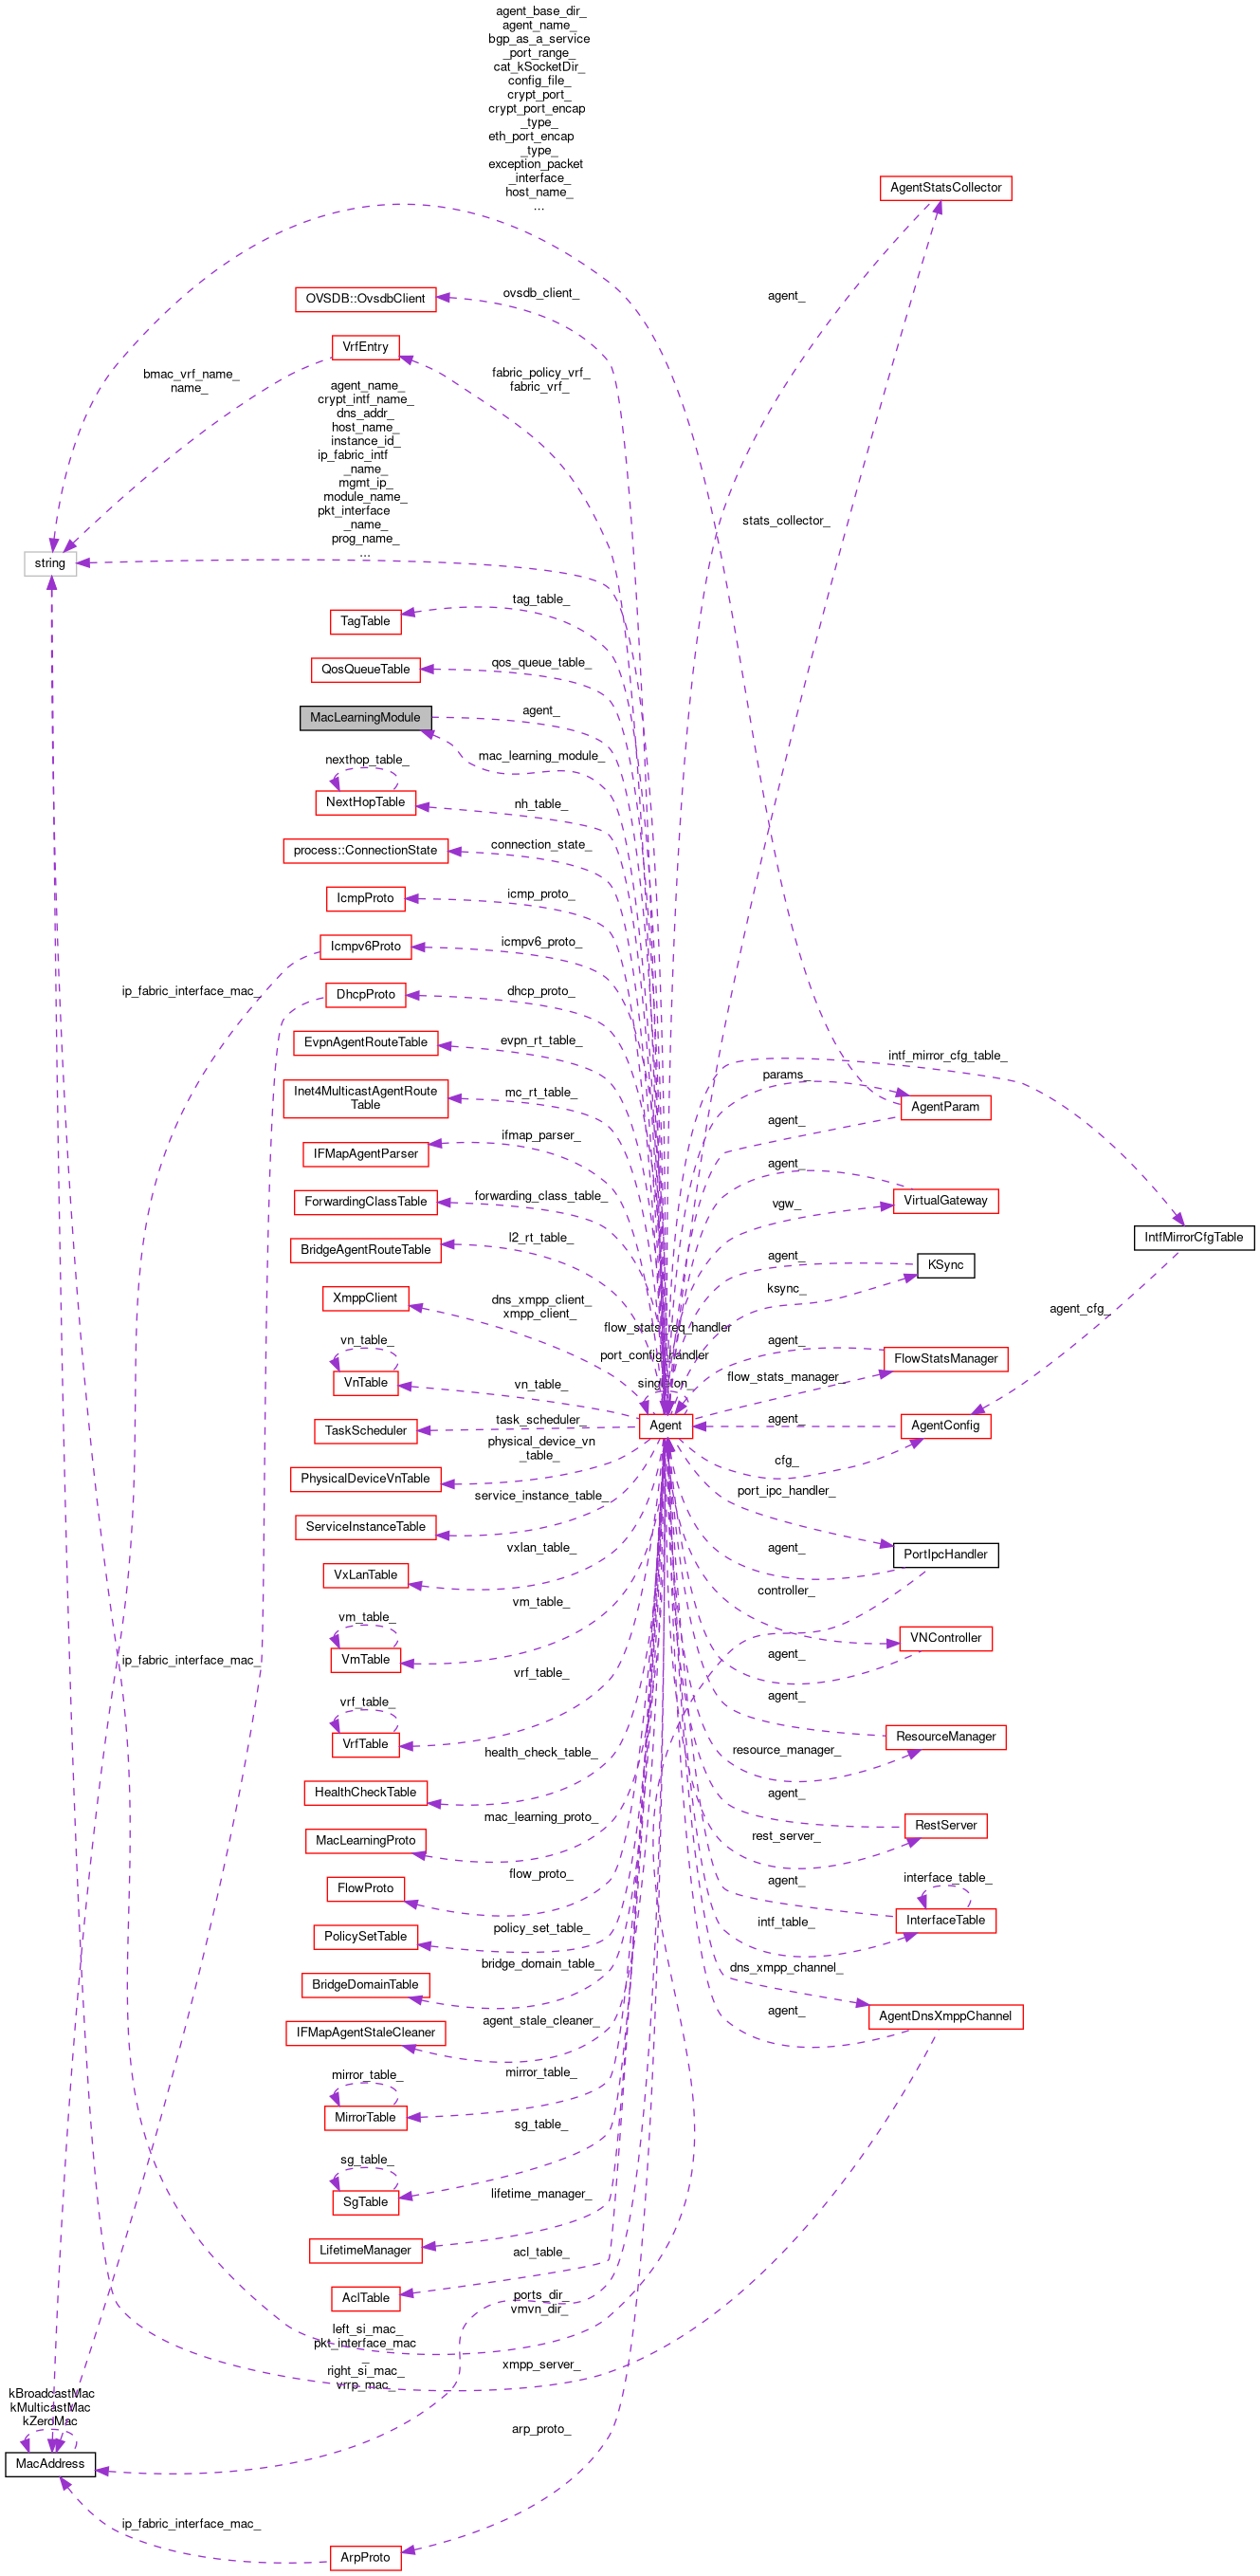 agent_base_dir_
agent_name_
bgp_as_a_service
_port_range_
cat_kSocketDir_
config_file_
crypt_port_
crypt_port_encap
_type_
eth_port_encap
_type_
exception_packet
_interface_
host_name_
...
AgentStatsCollector
OVSDB::OvsdbClient
ovsdb_client_
agent_
VrfEntry
bmac_vrf_name_
name_
fabric_policy_vrf_
fabric_vrf_
agent_name_
crypt_intf_name_
dns_addr_
host_name_
instance_id_
ip_fabric_intf
_name_
mgmt_ip_
module_name_
pkt_interface
_name_
prog_name_
...
stats_collector_
string
TagTable
tag_table_
QosQueueTable
qos_queue_table_
MacLearningModule
agent_
mac_learning_module_
nexthop_table_
NextHopTable
nh_table_
process::ConnectionState
connection_state_
IcmpProto
icmp_proto_
Icmpv6Proto
icmpv6_proto_
ip_fabric_interface_mac_
DhcpProto
dhcp_proto_
EvpnAgentRouteTable
evpn_rt_table_
intf_mirror_cfg_table_
Inet4MulticastAgentRoute
Table
mc_rt_table_
params_
AgentParam
agent_
IFMapAgentParser
ifmap_parser_
agent_
ForwardingClassTable
forwarding_class_table_
vgw_
VirtualGateway
BridgeAgentRouteTable
l2_rt_table_
IntfMirrorCfgTable
agent_
KSync
ksync_
XmppClient
dns_xmpp_client_
xmpp_client_
agent_cfg_
flow_stats_req_handler
port_config_handler
singleton_
vn_table_
VnTable
vn_table_
agent_
FlowStatsManager
flow_stats_manager_
TaskScheduler
task_scheduler_
Agent
agent_
AgentConfig
cfg_
PhysicalDeviceVnTable
physical_device_vn
_table_
port_ipc_handler_
ServiceInstanceTable
service_instance_table_
agent_
PortIpcHandler
VxLanTable
vxlan_table_
controller_
vm_table_
VmTable
vm_table_
VNController
agent_
ip_fabric_interface_mac_
vrf_table_
VrfTable
vrf_table_
agent_
ResourceManager
resource_manager_
HealthCheckTable
health_check_table_
agent_
RestServer
rest_server_
MacLearningProto
mac_learning_proto_
FlowProto
flow_proto_
agent_
interface_table_
InterfaceTable
intf_table_
PolicySetTable
policy_set_table_
BridgeDomainTable
bridge_domain_table_
dns_xmpp_channel_
AgentDnsXmppChannel
agent_
IFMapAgentStaleCleaner
agent_stale_cleaner_
mirror_table_
MirrorTable
mirror_table_
sg_table_
SgTable
sg_table_
LifetimeManager
lifetime_manager_
AclTable
acl_table_
ports_dir_
vmvn_dir_
left_si_mac_
pkt_interface_mac
_
right_si_mac_
vrrp_mac_
xmpp_server_
kBroadcastMac
kMulticastMac
kZeroMac
MacAddress
arp_proto_
ip_fabric_interface_mac_
ArpProto